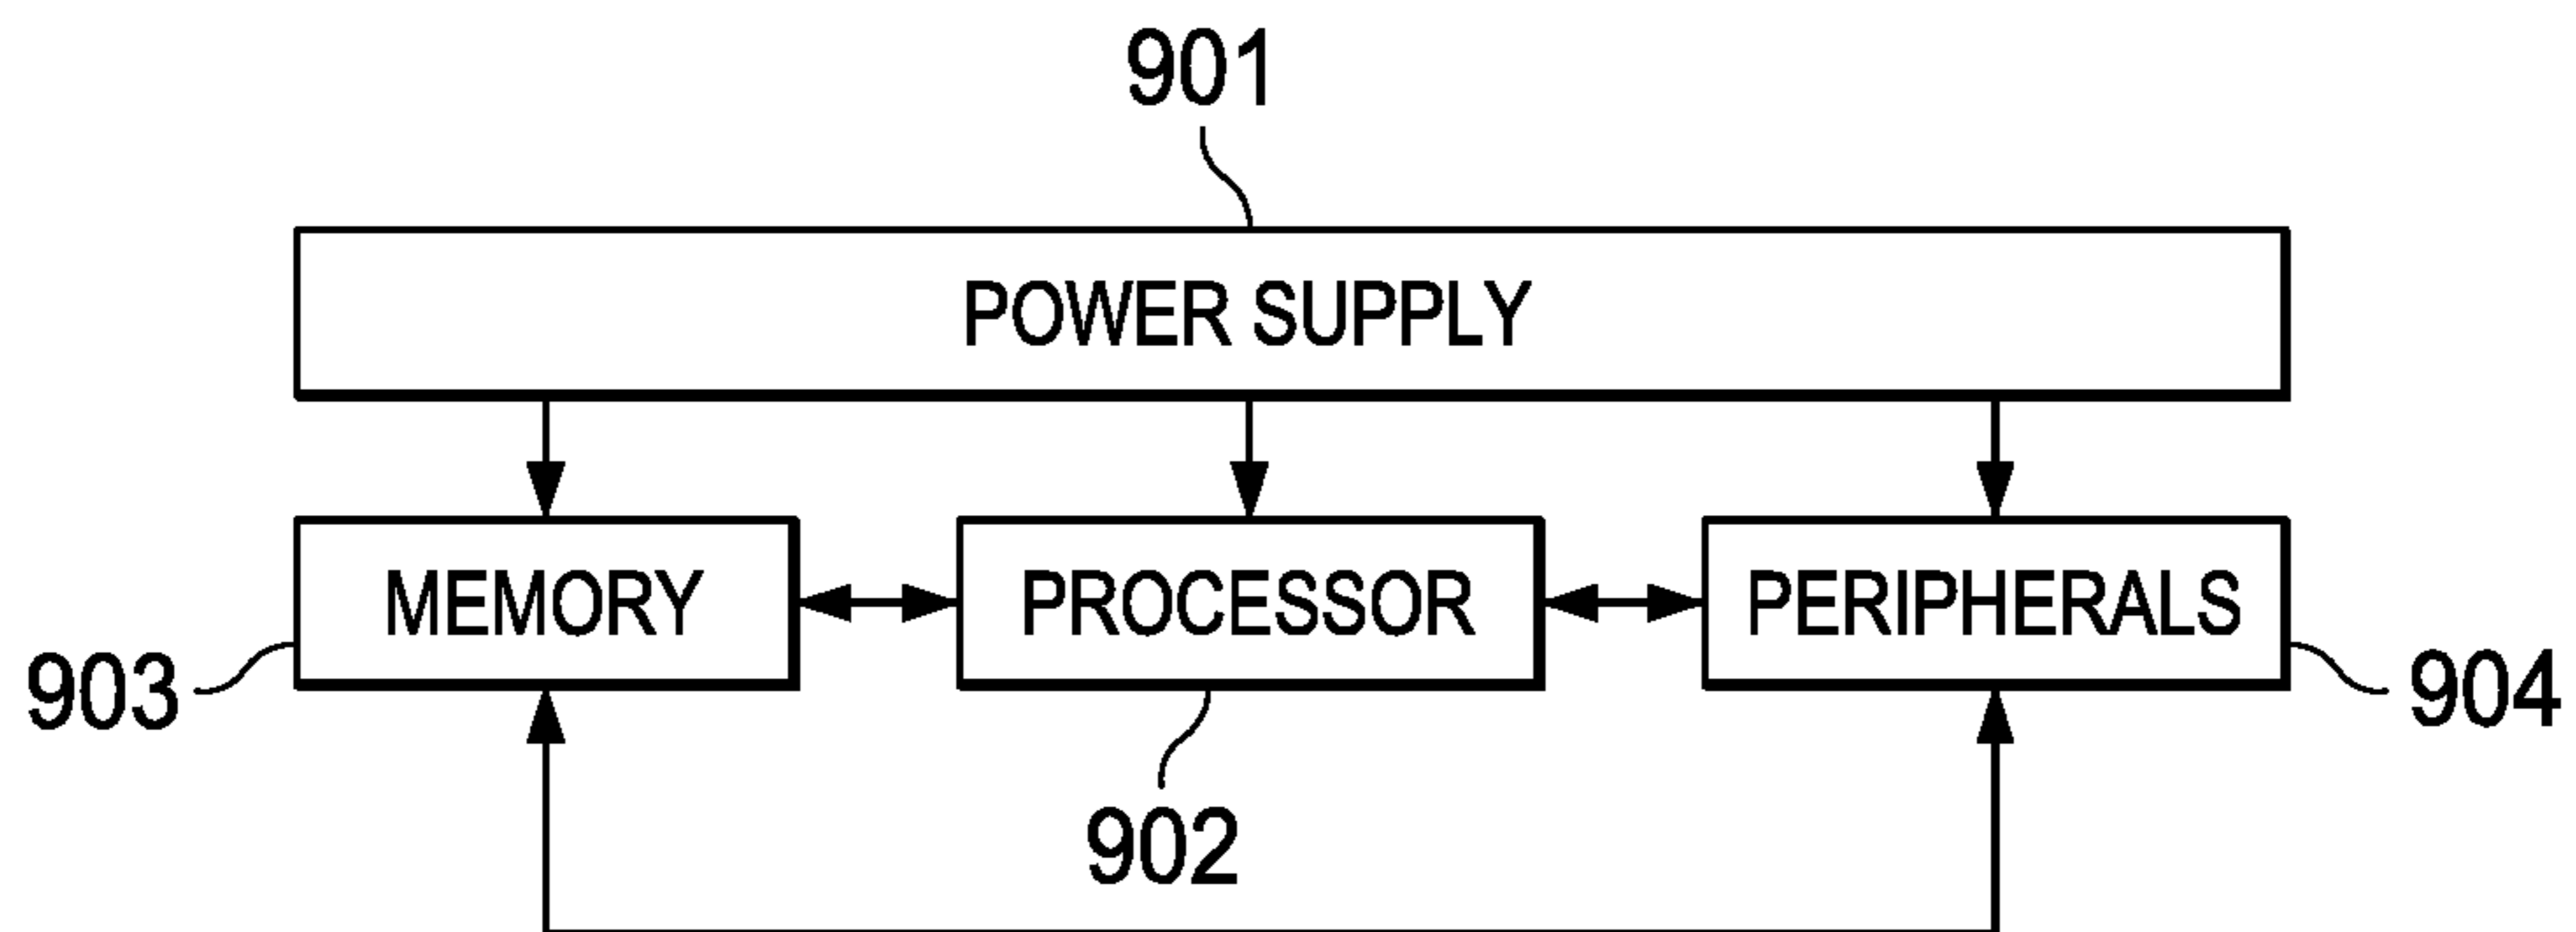 901
POWER SUPPLY
MEMORY
PROCESSOR
PERIPHERALS
903
904
902